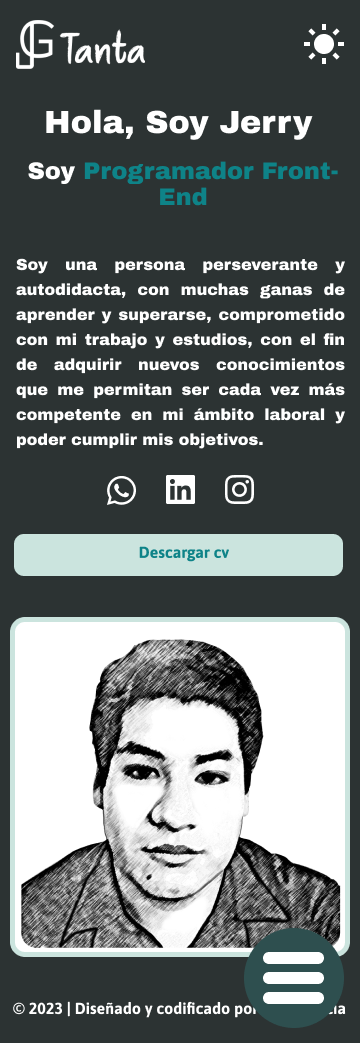 JG Tanta
Hola, Soy Jerry
Soy Programador Front-
End
Soy una persona perseverante y
autodidacta, con muchas ganas de
aprender y superarse, comprometido
con mi trabajo y estudios, con el fin
de adquirir nuevos conocimientos
que me permitan ser cada vez más
competente en mi ámbito laboral y
poder cumplir mis objetivos.
in
Descargar cv
© 2023 | Diseñado y codificado por